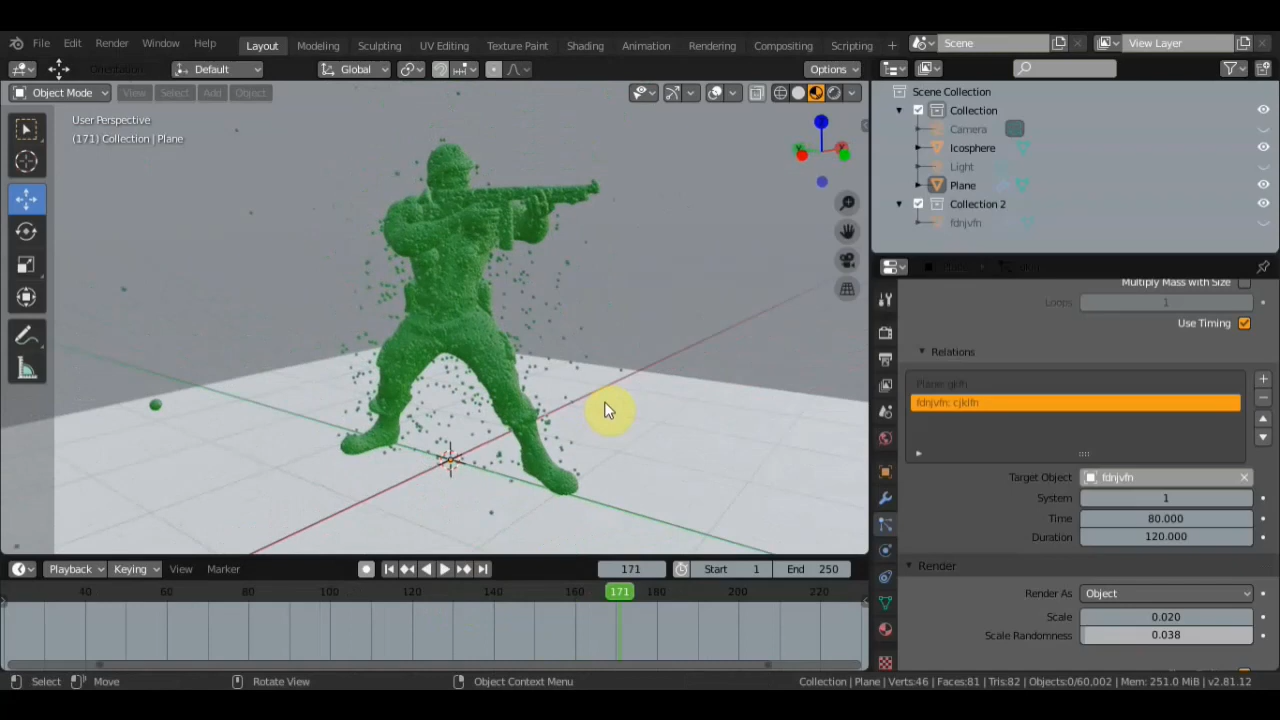 File Edit Render Window Help Layout Modeling Sculpting UV Editing Texture Paint Shading Animation Rendering Compositing Scripting + Scene View Layer
Orientation Default Global Options
Object Mode View Select Add Object
User Perspective
(171) Collection | Plane
Scene Collection
Collection
Camera
Icosphere
Light
Plane
Collection 2
fdnjvfn
Multiply Mass with Size
Loops 1
Use Timing
Relations
Plane: gkfh
fdnjvfn: cjklfn
Target Object fdnjvfn
System 1
Time 80.000
Duration 120.000
Render
Render As Object
Scale 0.020
Scale Randomness 0.038
Playback Keying View Marker 171 Start 1 End 250
40 60 80 100 120 140 160 171 180 200 220
Select Move Rotate View Object Context Menu Collection | Plane | Verts:46 | Faces:81 | Tris:82 | Objects:0/60,002 | Mem: 251.0 MiB | v2.81.12